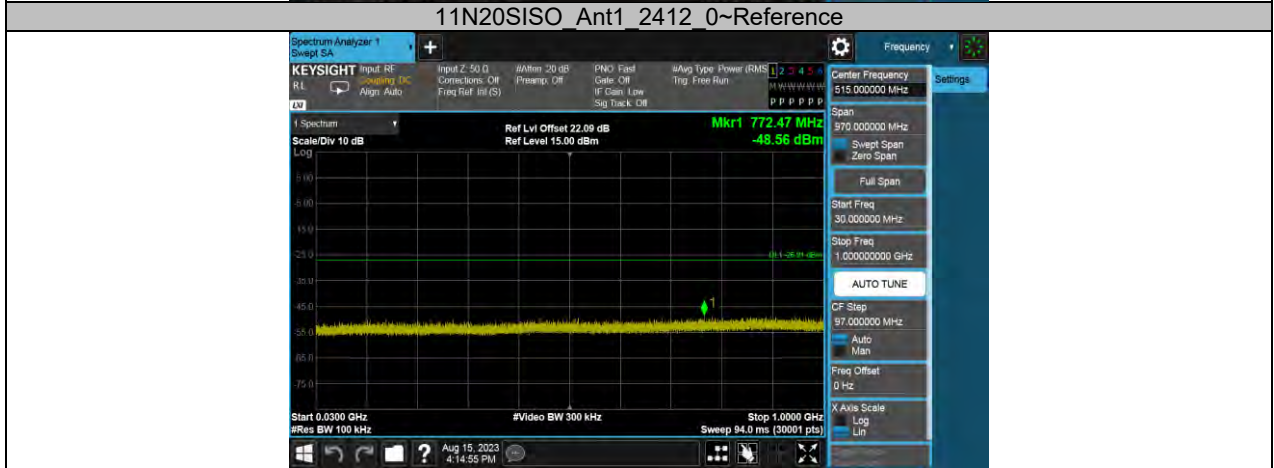 11N20SISO_Ant1_2412_0~Reference
Spectrum Analyzer 1
Swept SA
+
Frequency
KEYSIGHT
RL
LXI
Input: RF
Coupling: DC
Align: Auto
Input Z: 50 Ω
Corrections: Off
Freq Ref: Int (S)
#Atten: 20 dB
Preamp: Off
PNO: Fast
Gate: Off
IF Gain: Low
Sig Track: Off
#Avg Type: Power (RMS
Trig: Free Run
1 2 3 4 5 6
M W W W W W
P P P P P P
Center Frequency
515.000000 MHz
Settings
1 Spectrum
Scale/Div 10 dB
Log
Ref Lvl Offset 22.09 dB
Ref Level 15.00 dBm
Mkr1 772.47 MHz
-48.56 dBm
Span
970.000000 MHz
Swept Span
Zero Span
Full Span
Start Freq
30.000000 MHz
Stop Freq
1.000000000 GHz
AUTO TUNE
CF Step
97.000000 MHz
Auto
Man
Freq Offset
0 Hz
X Axis Scale
Log
Lin
5.00
-5.00
-15.0
-25.0
-35.0
-45.0
-55.0
-65.0
-75.0
1
Start 0.0300 GHz
#Res BW 100 kHz
#Video BW 300 kHz
Stop 1.0000 GHz
Sweep 94.0 ms (30001 pts)
?
Aug 15, 2023
4:14:55 PM